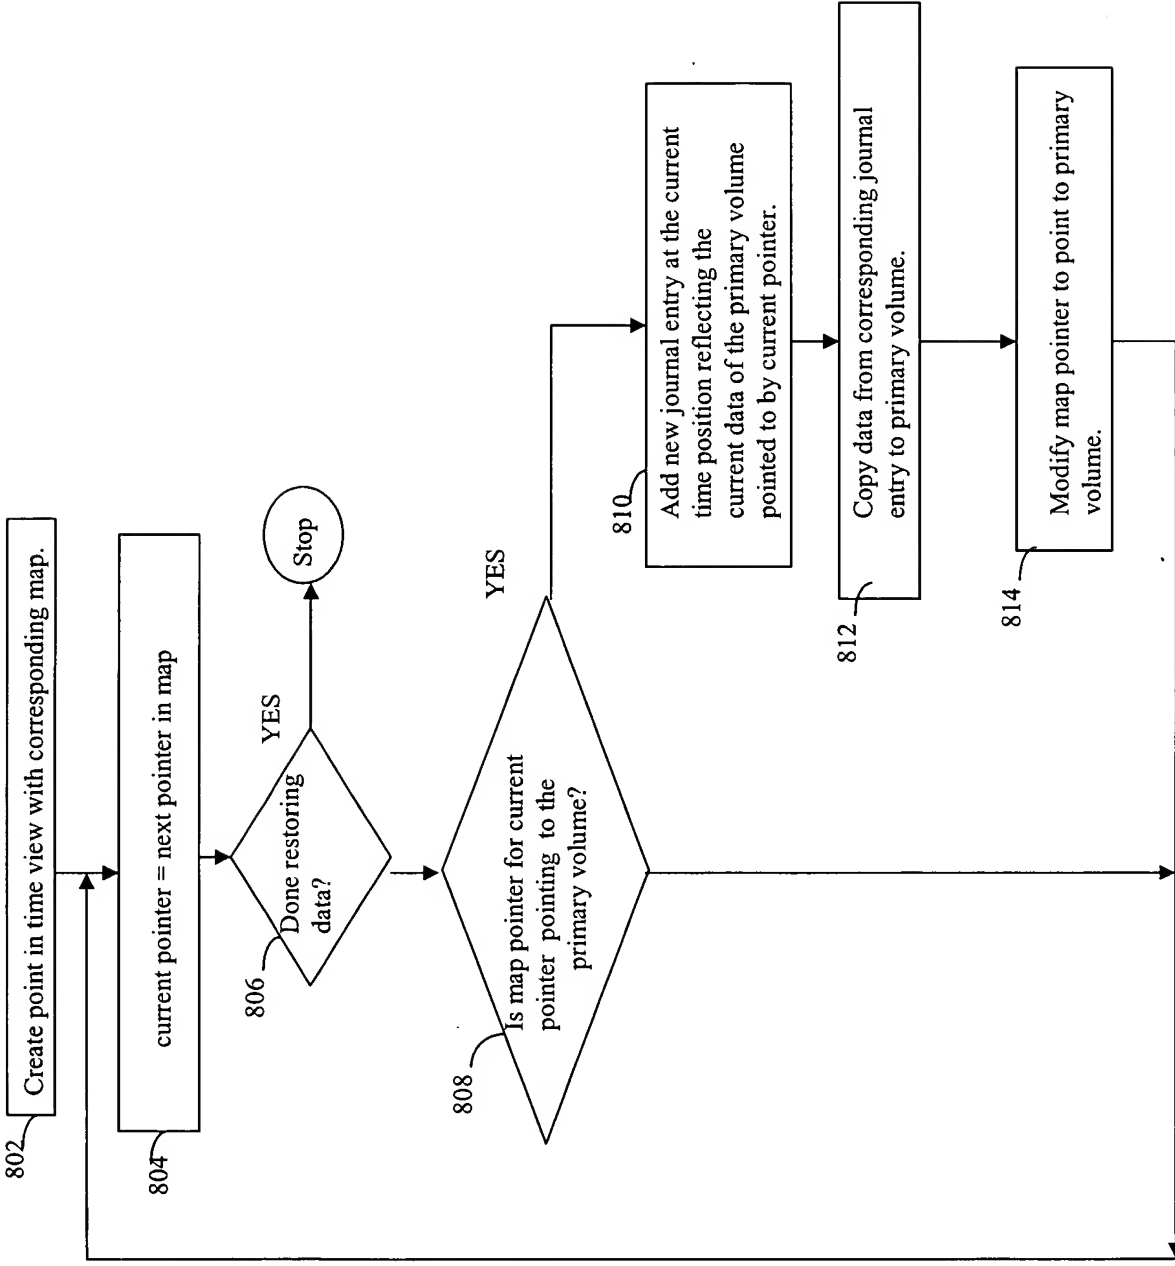 802
Create point in time view with corresponding map.
804
current pointer = next pointer in map
806
Done restoring
data?
YES
Stop
808
Is map pointer for current
pointer pointing to the
primary volume?
YES
810
Add new journal entry at the current
time position reflecting the
current data of the primary volume
pointed to by current pointer.
812
Copy data from corresponding journal
entry to primary volume.
814
Modify map pointer to point to primary
volume.